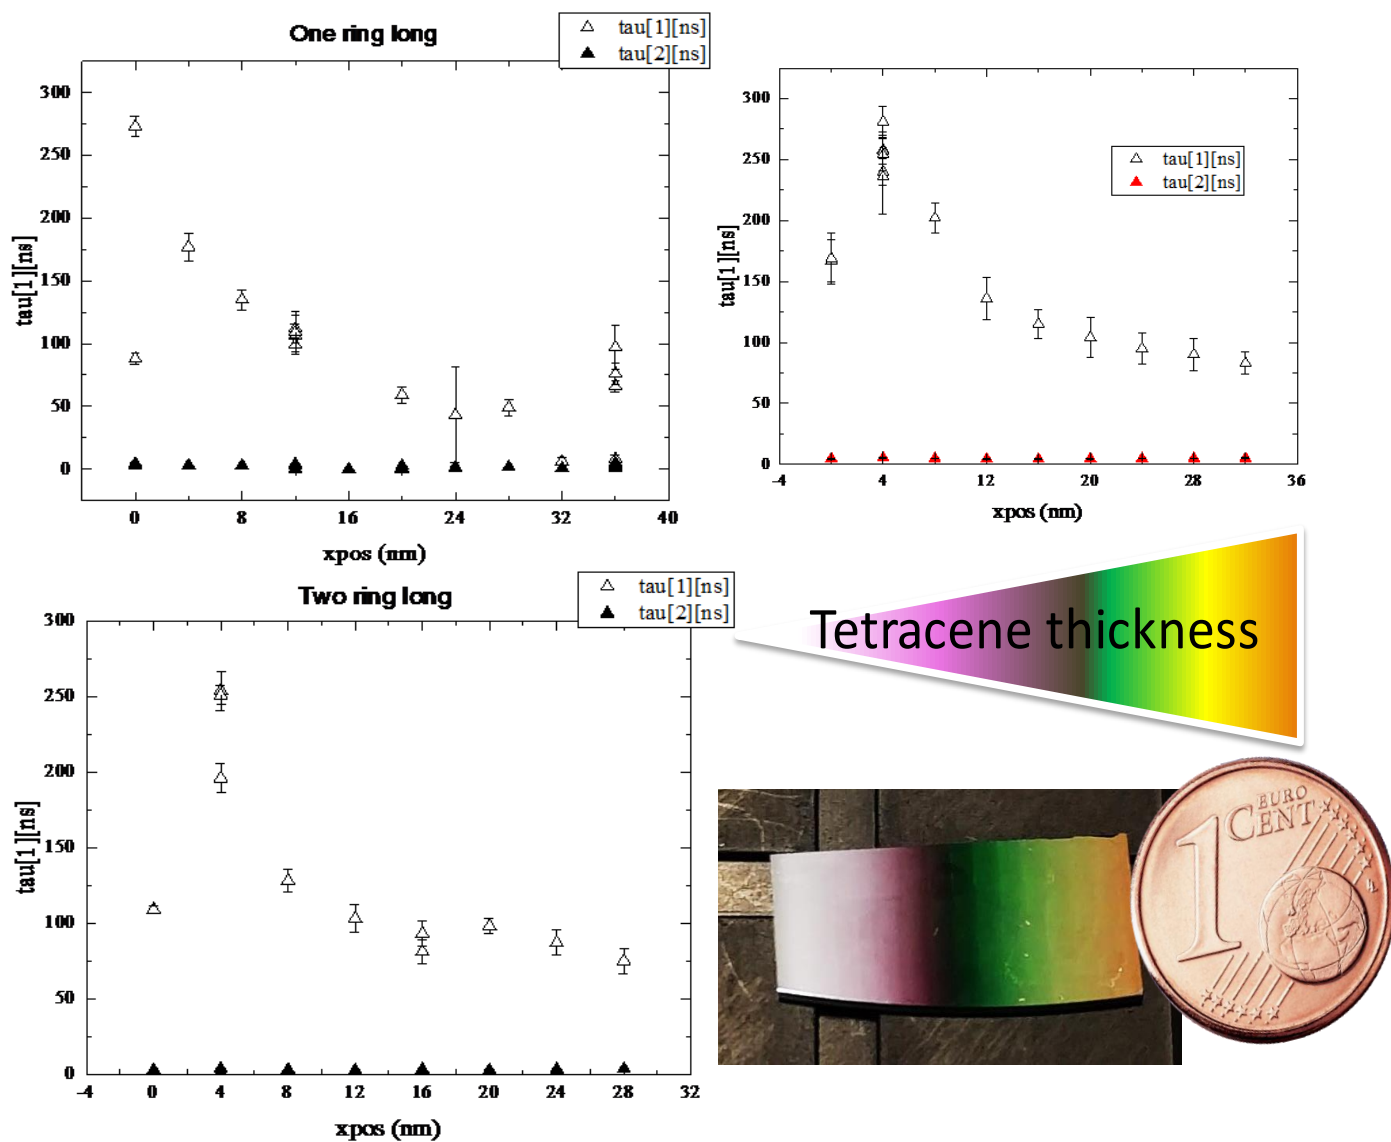 One ring long
tau[1][ns]
tau[2][ns]
300
250
200
150
100
50
0
tau[1][ns]
0 8 16 24 32 40
xpos (nm)
tau[1][ns]
tau[2][ns]
300
250
200
150
100
50
0
tau[1][ns]
-4 4 12 20 28 36
xpos (nm)
Two ring long
tau[1][ns]
tau[2][ns]
300
250
200
150
100
50
0
tau[1][ns]
-4 0 4 8 12 16 20 24 28 32
xpos (nm)
Tetracene thickness
1
EURO
CENT